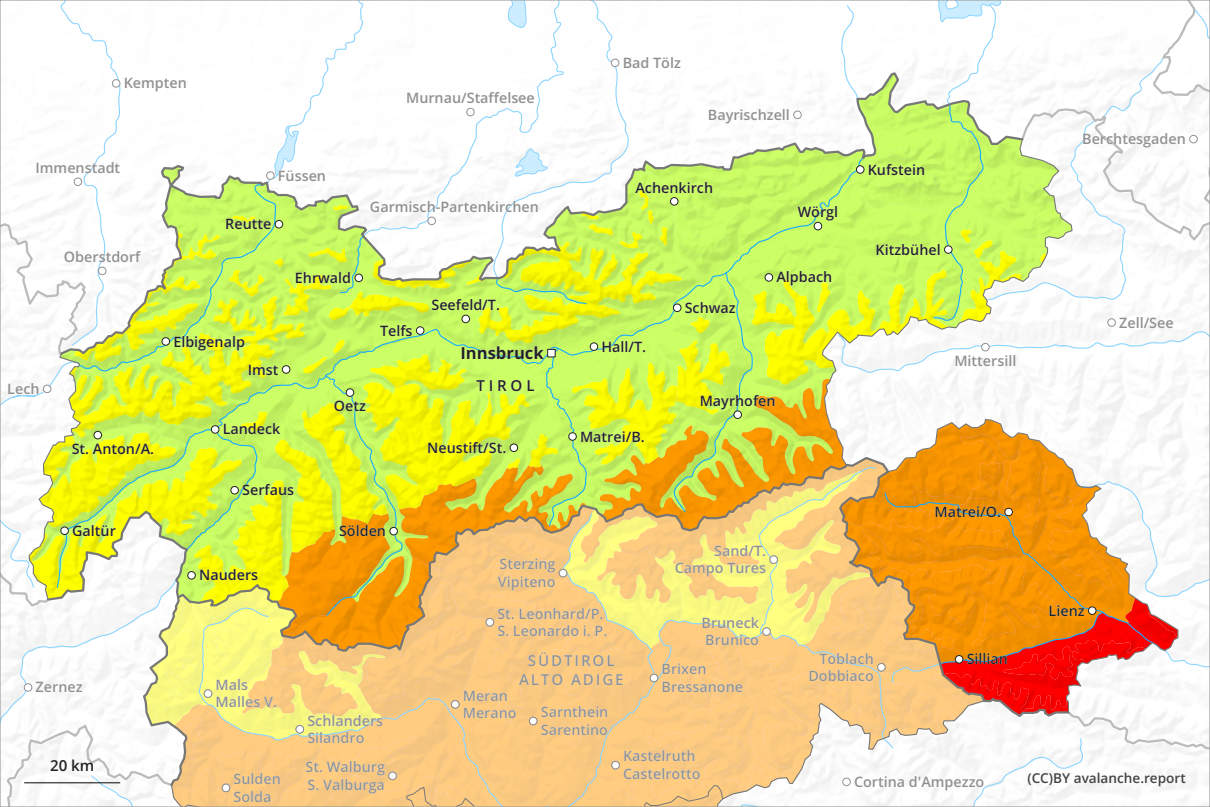 Kempten
Bad Tölz
Murnau/Staffelsee
Bayrischzell
Berchtesgaden
Immenstadt
Füssen
Kufstein
Achenkirch
Garmisch-Partenkirchen
Wörgl
Reutte
Kitzbühel
Oberstdorf
Ehrwald
Alpbach
Seefeld/T.
Schwaz
Zell/See
Telfs
Elbigenalp
Innsbruck
Hall/T.
Mittersill
Imst
TIROL
Lech
Oetz
Mayrhofen
Landeck
Matrei/B.
St. Anton/A.
Neustift/St.
Serfaus
Matrei/O.
Galtür
Sölden
Sand/T.
Campo Tures
Sterzing
Vipiteno
Nauders
Lienz
St. Leonhard/P.
S. Leonardo i. P.
Bruneck
Brunico
SÜDTIROL
ALTO ADIGE
Toblach
Dobbiaco
Sillian
Brixen
Bressanone
Zernez
Mals
Malles V.
Meran
Merano
Sarnthein
Sarentino
Schlanders
Silandro
Kastelruth
Castelrotto
St. Walburg
S. Valburga
20 km
Sulden
Solda
Cortina d'Ampezzo
(CC)BY avalanche.report